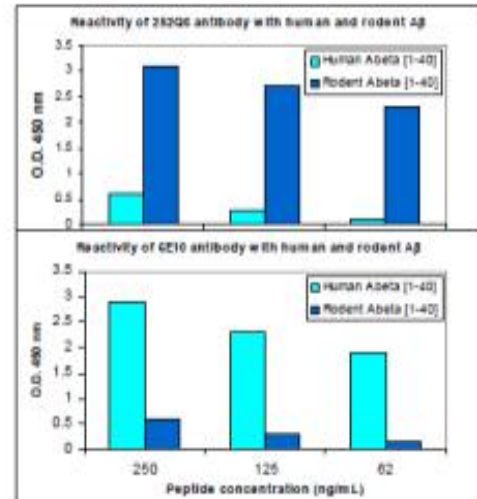 Reactivity of 252Q6 antibody with human and rodent Aβ
3.5
3
2.5
2
1.5
1
0.5
0
O.D. 450 nm
Human Abeta [1-40]
Rodent Abeta [1-40]
Reactivity of 6E10 antibody with human and rodent Aβ
3.5
3
2.5
2
1.5
1
0.5
0
O.D. 450 nm
Human Abeta [1-40]
Rodent Abeta [1-40]
250
125
62
Peptide concentration (ng/mL)